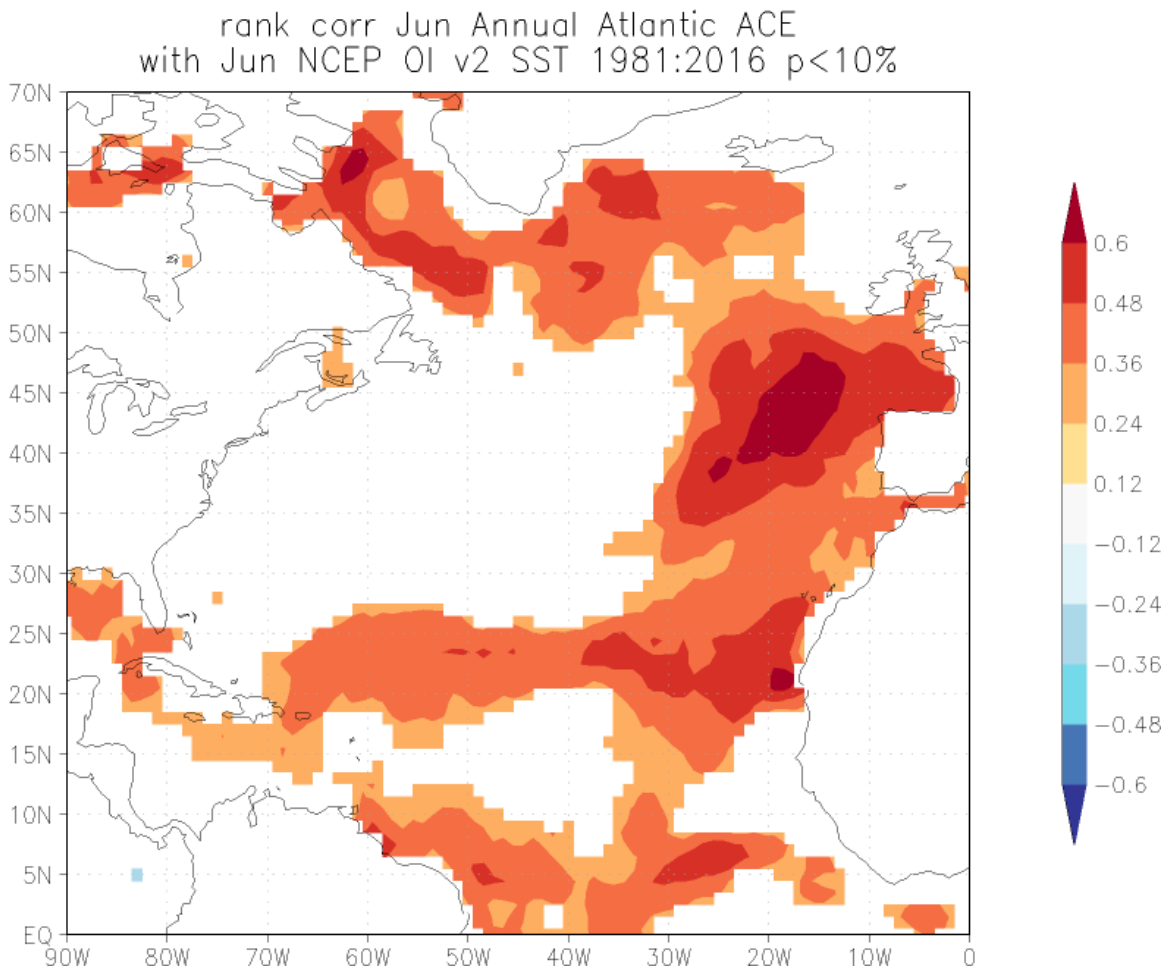 rank corr Jun Annual Atlantic ACE
with Jun NCEP OI v2 SST 1981:2016 p<10%
70N
65N
60N
55N
50N
45N
40N
35N
30N
25N
20N
15N
10N
5N
EQ
90W 80W 70W 60W 50W 40W 30W 20W 10W 0
0.6
0.48
0.36
0.24
0.12
−0.12
−0.24
−0.36
−0.48
−0.6